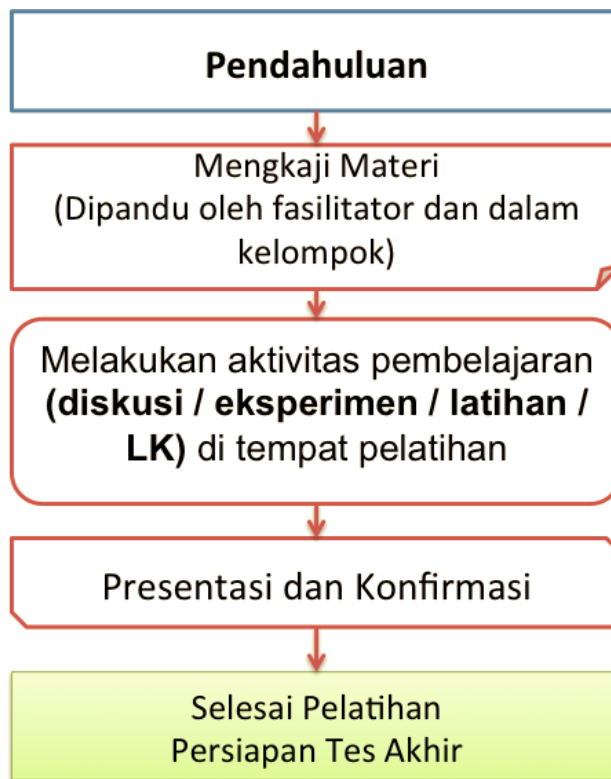 Pendahuluan
Mengkaji Materi
(Dipandu oleh fasilitator dan dalam
kelompok)
Melakukan aktivitas pembelajaran
(diskusi / eksperimen / latihan /
LK) di tempat pelatihan
Presentasi dan Konfirmasi
Selesai Pelatihan
Persiapan Tes Akhir